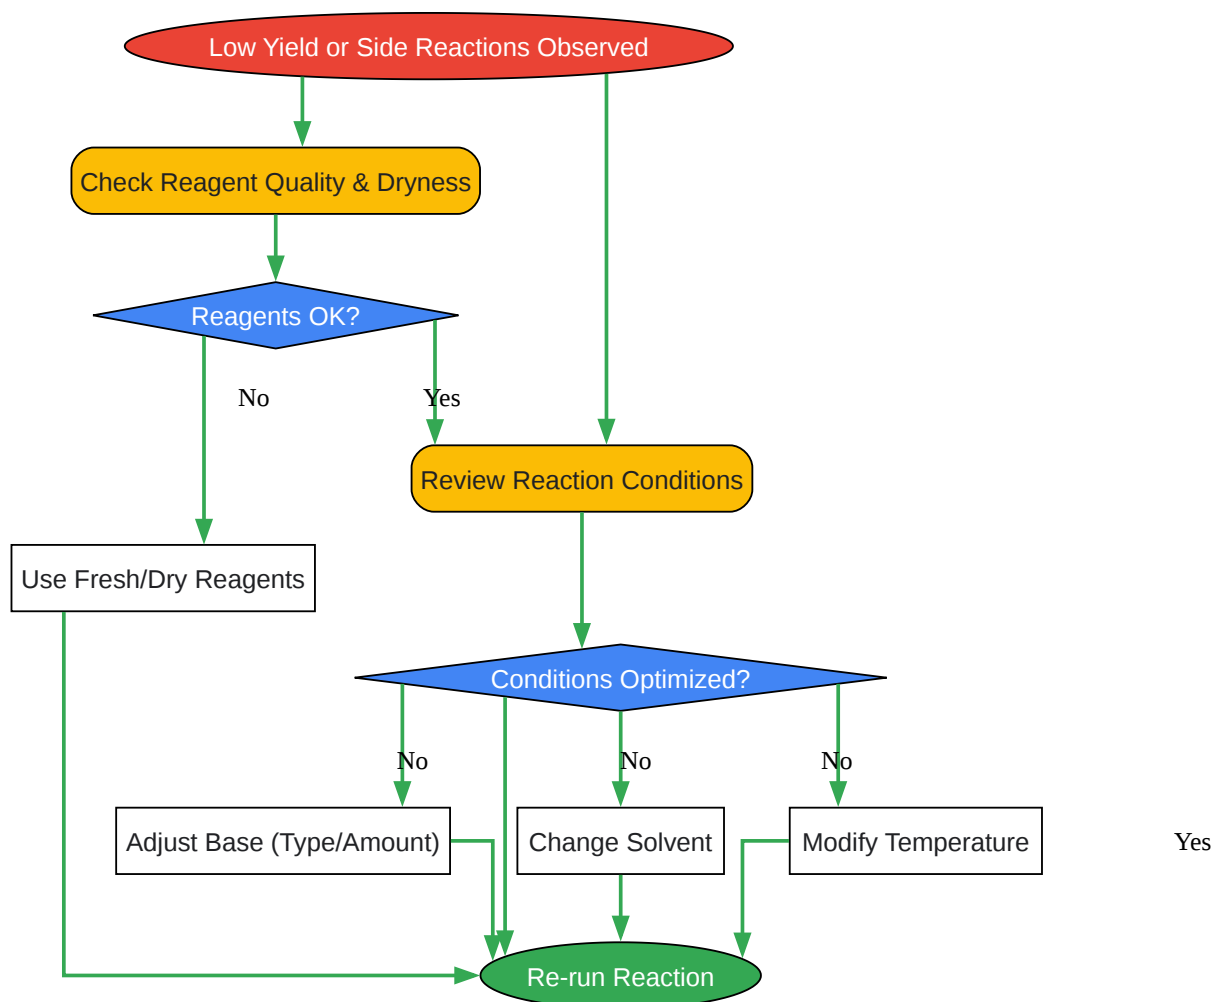 Low Yield or Side Reactions Observed
Check Reagent Quality & Dryness
Reagents OK?
No
Yes
Review Reaction Conditions
Use Fresh/Dry Reagents
Conditions Optimized?
No
No
No
Adjust Base (Type/Amount)
Change Solvent
Modify Temperature
Yes
Re-run Reaction